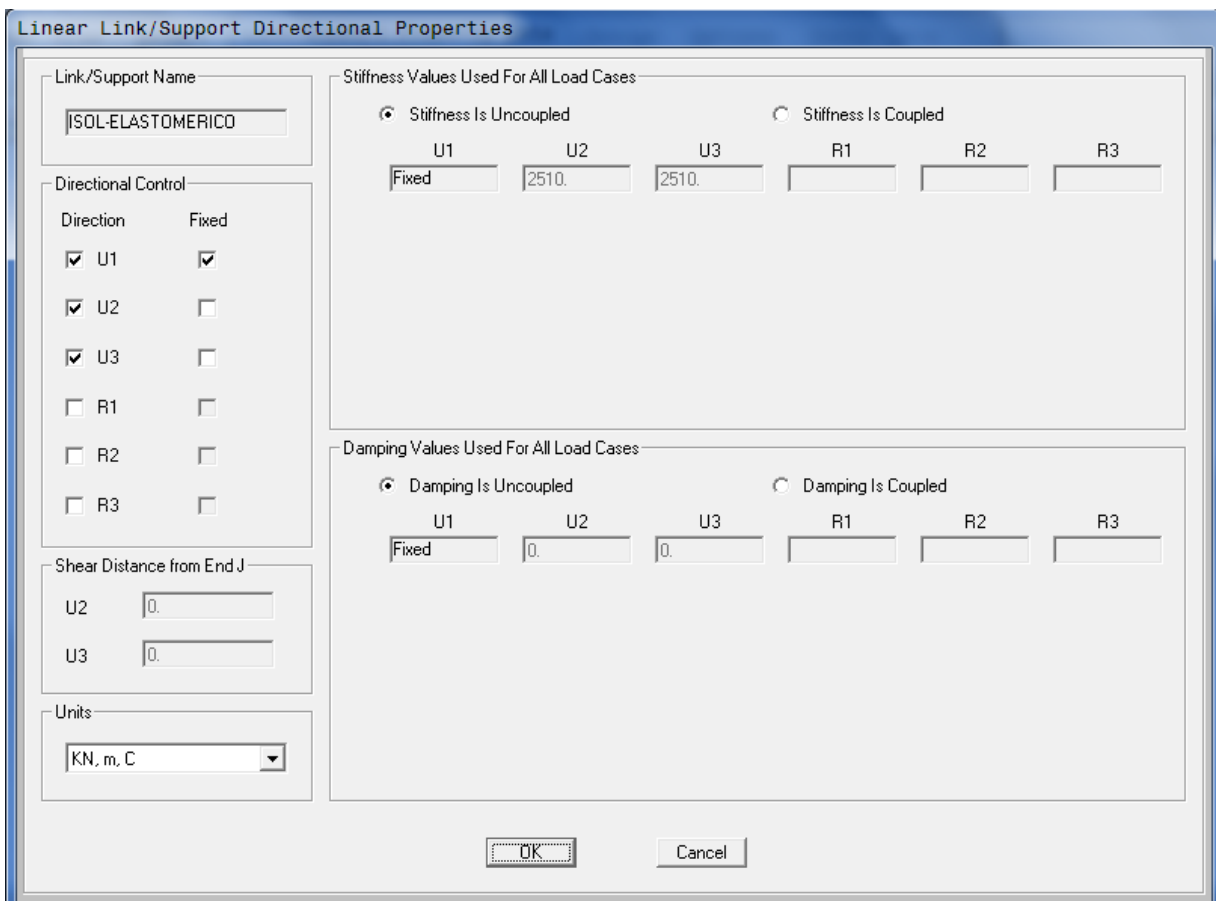 Linear Link/Support Directional Properties
Link/Support Name
ISOL-ELASTOMERICO
Directional Control
Direction Fixed
U1
U2
U3
R1
R2
R3
Shear Distance from End J
U2 0.
U3 0.
Units
KN, m, C
Stiffness Values Used For All Load Cases
Stiffness Is Uncoupled Stiffness Is Coupled
U1 U2 U3 R1 R2 R3
Fixed 2510. 2510.
Damping Values Used For All Load Cases
Damping Is Uncoupled Damping Is Coupled
U1 U2 U3 R1 R2 R3
Fixed 0. 0.
OK Cancel